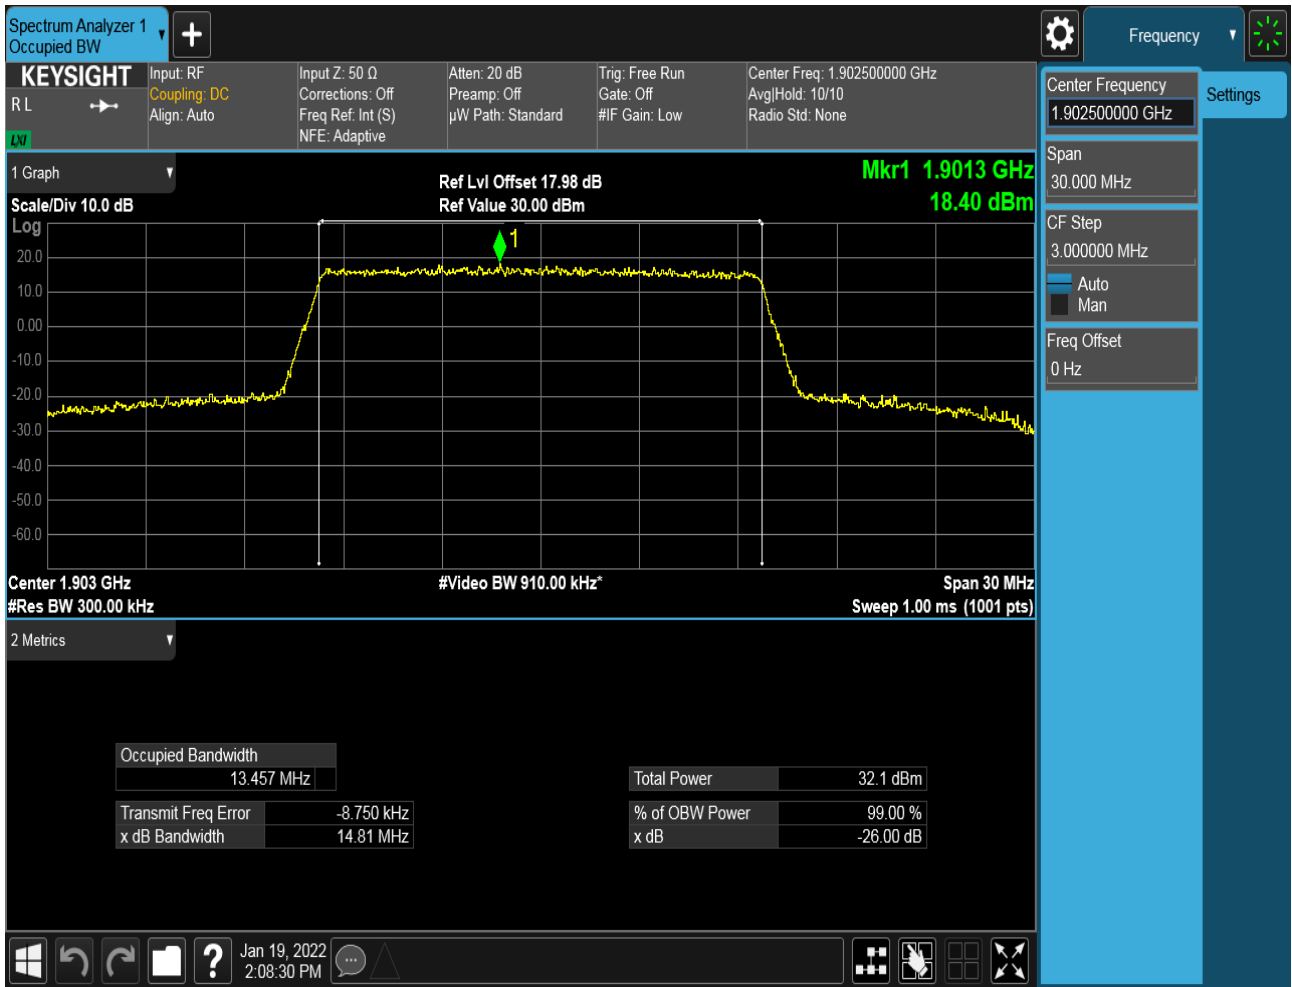 Spectrum Analyzer 1
Occupied BW
Frequency
KEYSIGHT
R L
LXI
Input: RF
Coupling: DC
Align: Auto
Input Z: 50 Ω
Corrections: Off
Freq Ref: Int (S)
NFE: Adaptive
Atten: 20 dB
Preamp: Off
µW Path: Standard
Trig: Free Run
Gate: Off
#IF Gain: Low
Center Freq: 1.902500000 GHz
Avg|Hold: 10/10
Radio Std: None
Center Frequency
1.902500000 GHz
Settings
Span
30.000 MHz
CF Step
3.000000 MHz
Auto
Man
Freq Offset
0 Hz
1 Graph
Scale/Div 10.0 dB
Ref Lvl Offset 17.98 dB
Ref Value 30.00 dBm
Mkr1 1.9013 GHz
18.40 dBm
Log
1
20.0
10.0
0.00
-10.0
-20.0
-30.0
-40.0
-50.0
-60.0
Center 1.903 GHz
#Video BW 910.00 kHz*
Span 30 MHz
#Res BW 300.00 kHz
Sweep 1.00 ms (1001 pts)
2 Metrics
Occupied Bandwidth
13.457 MHz
Transmit Freq Error -8.750 kHz
x dB Bandwidth 14.81 MHz
Total Power 32.1 dBm
% of OBW Power 99.00 %
x dB -26.00 dB
?
Jan 19, 2022
2:08:30 PM